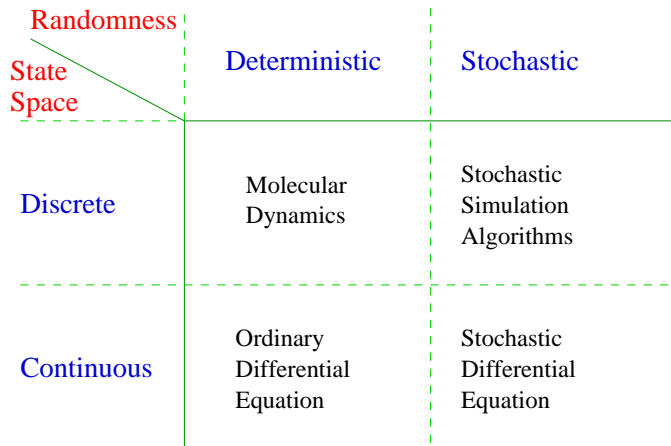 Randomness
State
Space
Deterministic
Stochastic
Discrete
Molecular
Dynamics
Stochastic
Simulation
Algorithms
Continuous
Ordinary
Differential
Equation
Stochastic
Differential
Equation